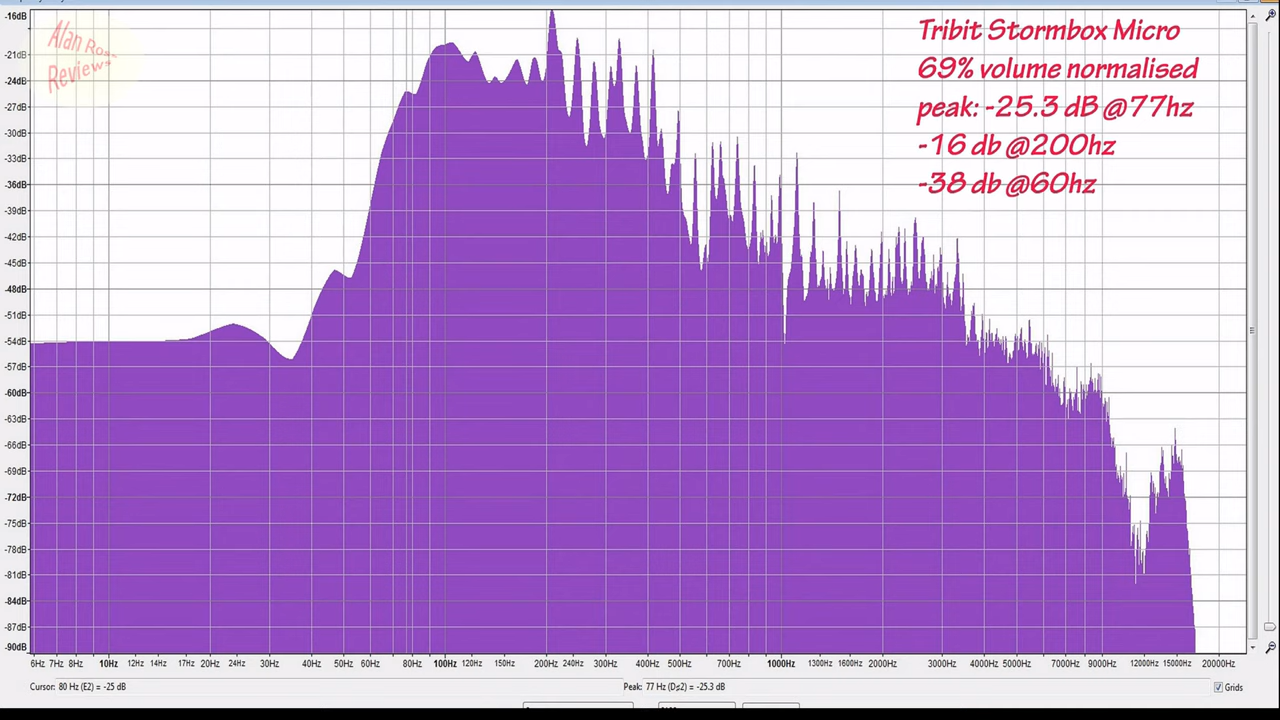 Alan Ross
Reviews
Tribit Stormbox Micro
69% volume normalised
peak: -25.3 dB @77hz
-16 db @200hz
-38 db @60hz
-16dB
-21dB
-24dB
-27dB
-30dB
-33dB
-36dB
-39dB
-42dB
-45dB
-48dB
-51dB
-54dB
-57dB
-60dB
-63dB
-66dB
-69dB
-72dB
-75dB
-78dB
-81dB
-84dB
-87dB
-90dB
6Hz 7Hz 8Hz 10Hz 12Hz 14Hz 17Hz 20Hz 24Hz 30Hz 40Hz 50Hz 60Hz 80Hz 100Hz 120Hz 150Hz 200Hz 240Hz 300Hz 400Hz 500Hz 700Hz 1000Hz 1300Hz 1600Hz 2000Hz 3000Hz 4000Hz 5000Hz 7000Hz 9000Hz 12000Hz 15000Hz 20000Hz
Cursor: 80 Hz (E2) = -25 dB Peak: 77 Hz (D♯2) = -25.3 dB Grids